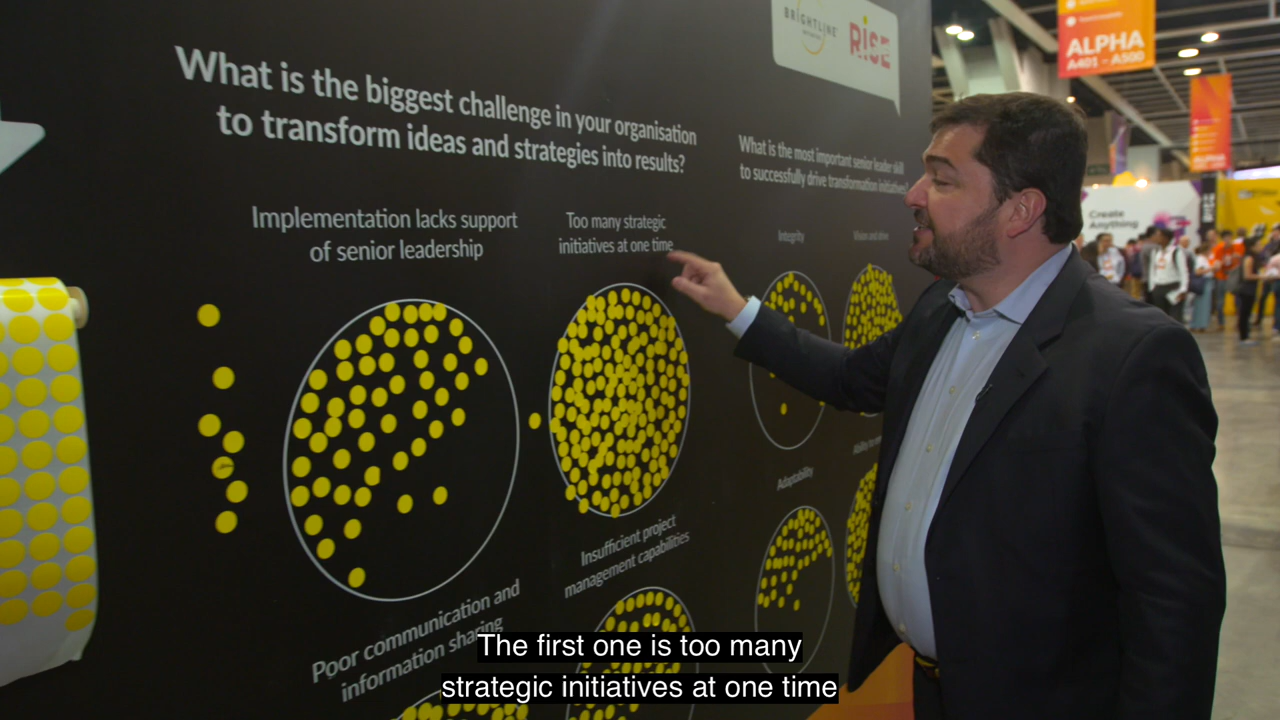 BRIGHTLINE
RISE
ALPHA
A401 - A500
ALPHA
What is the biggest challenge in your organisation
to transform ideas and strategies into results?
What is the most important senior leader skill
to successfully drive transformation initiatives?
Implementation lacks support
of senior leadership
Too many strategic
initiatives at one time
Integrity
Vision and drive
Create
Anything
Adaptability
Ability to
Insufficient project
management capabilities
Poor communication and
information sharing
The first one is too many
strategic initiatives at one time